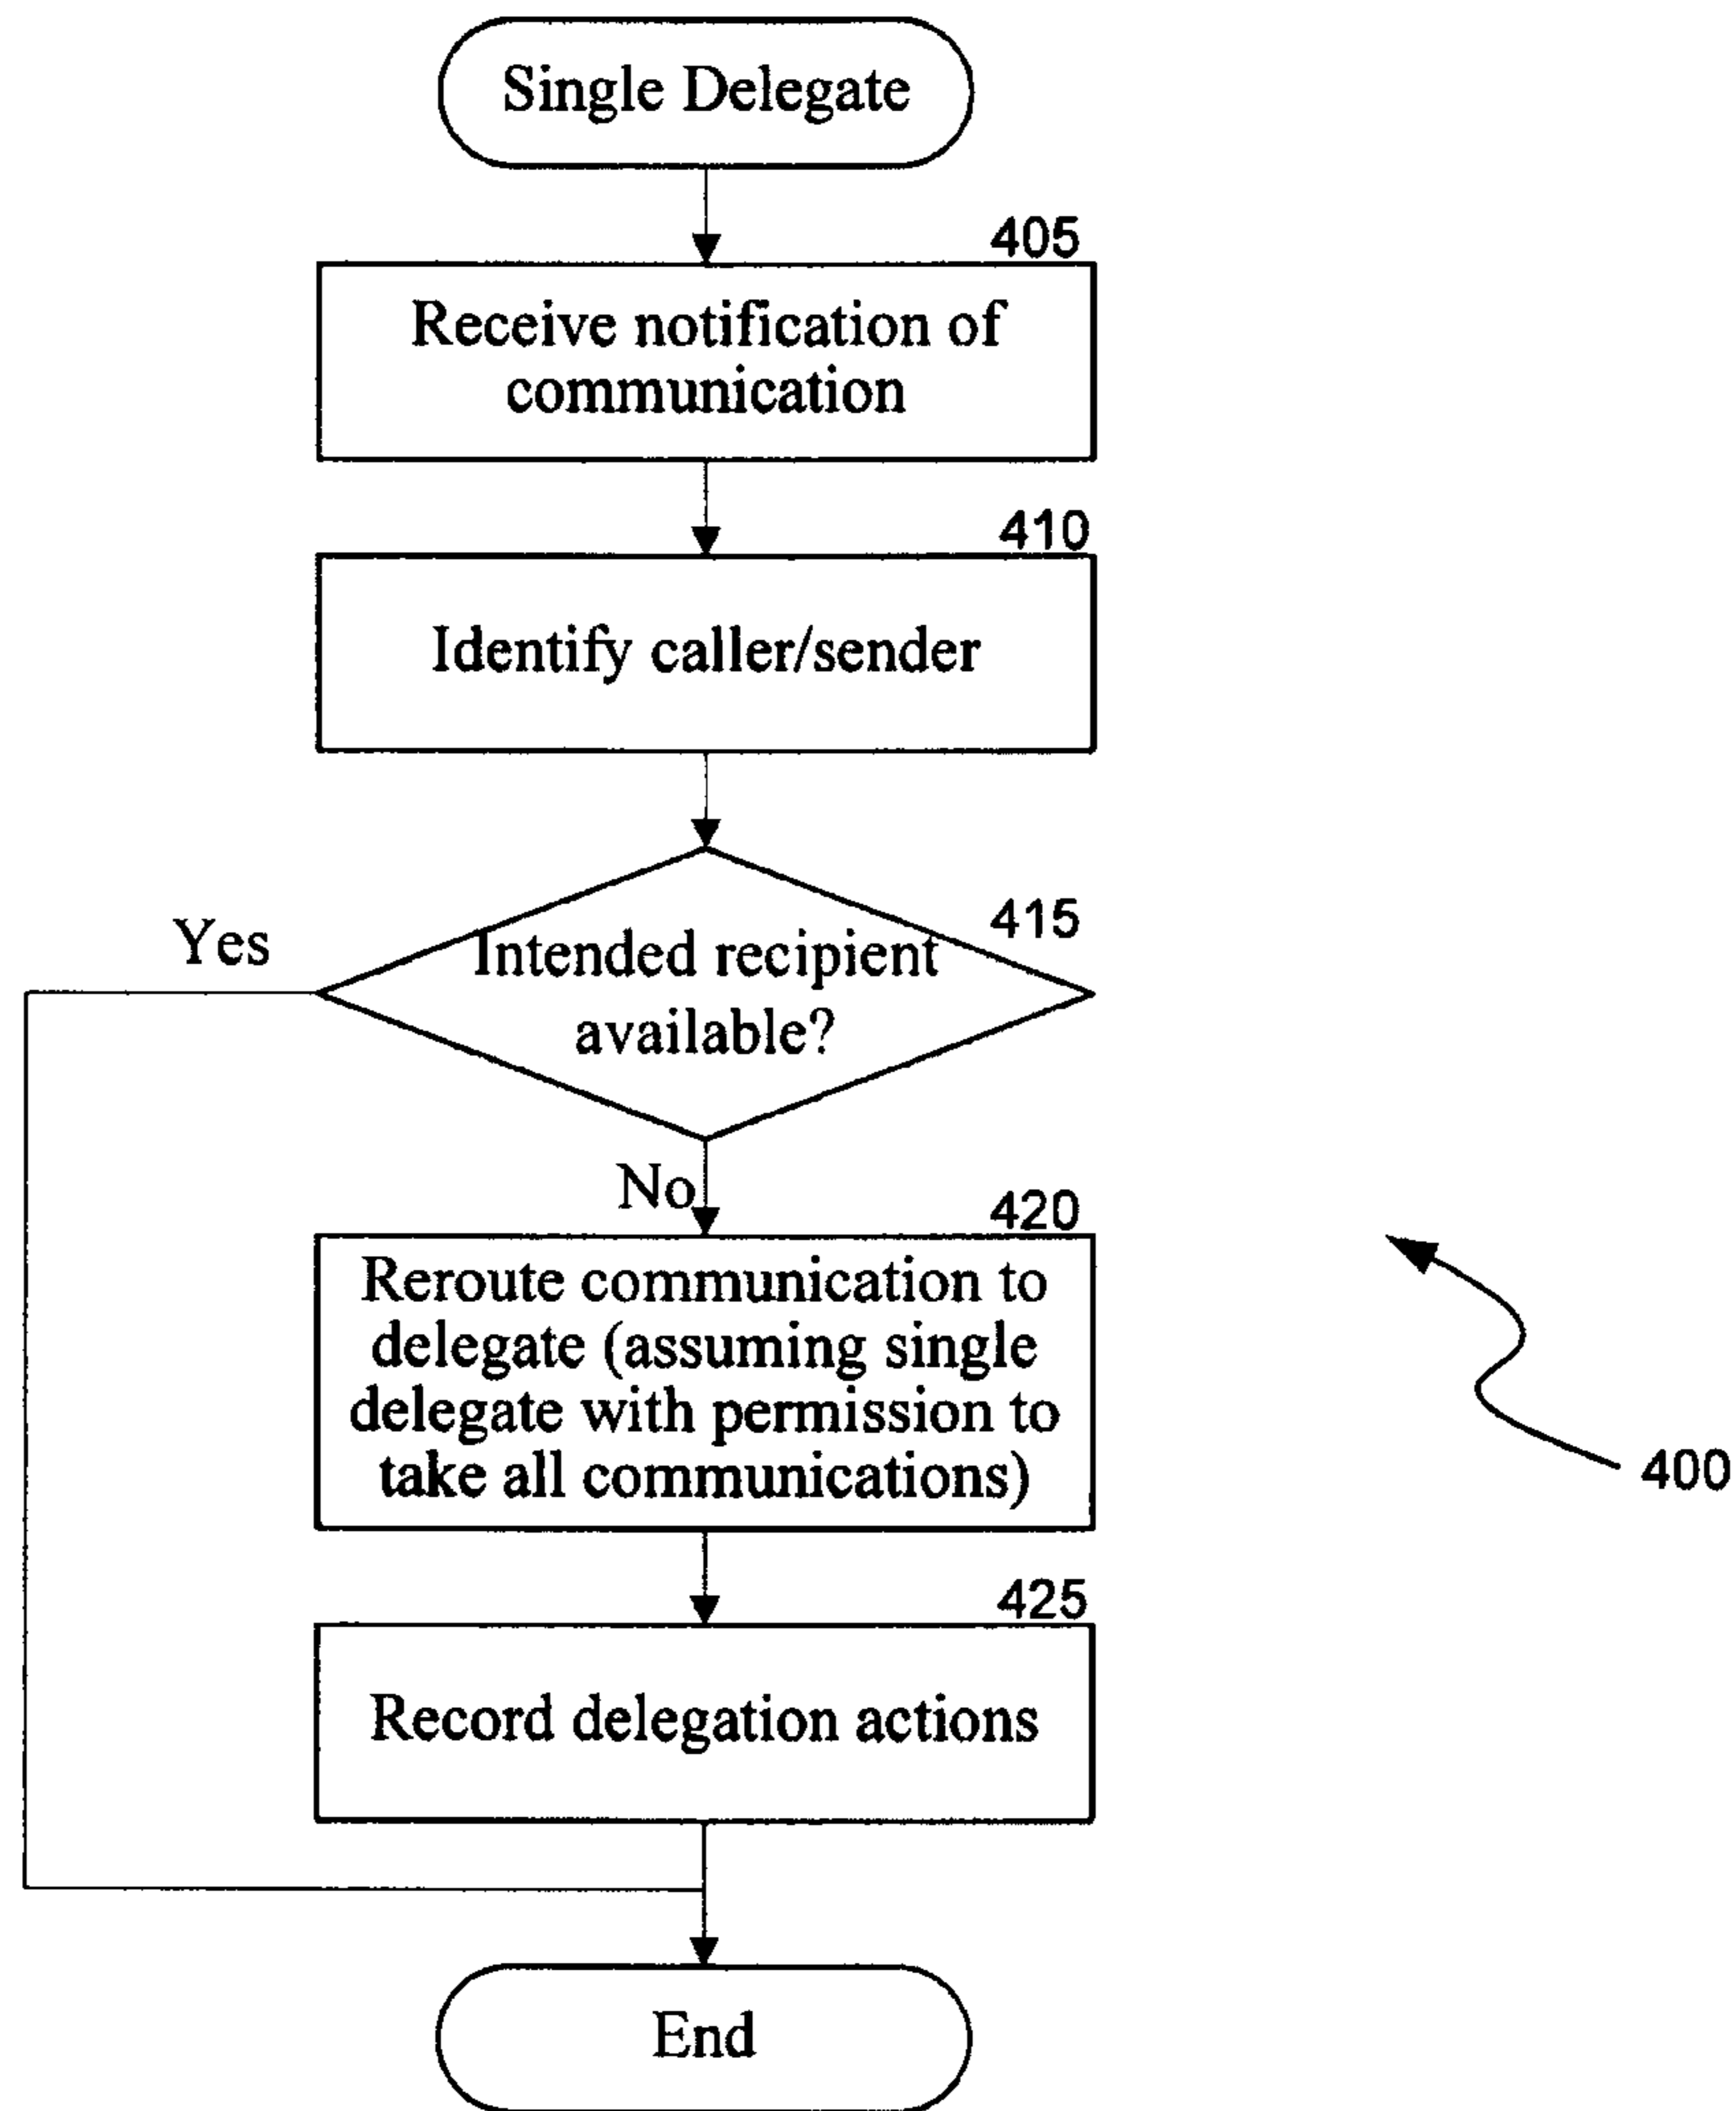 Single Delegate
405
Receive notification of
communication
410
Identify caller/sender
415
Yes
Intended recipient
available?
No
420
Reroute communication to
delegate (assuming single
delegate with permission to
take all communications)
400
425
Record delegation actions
End